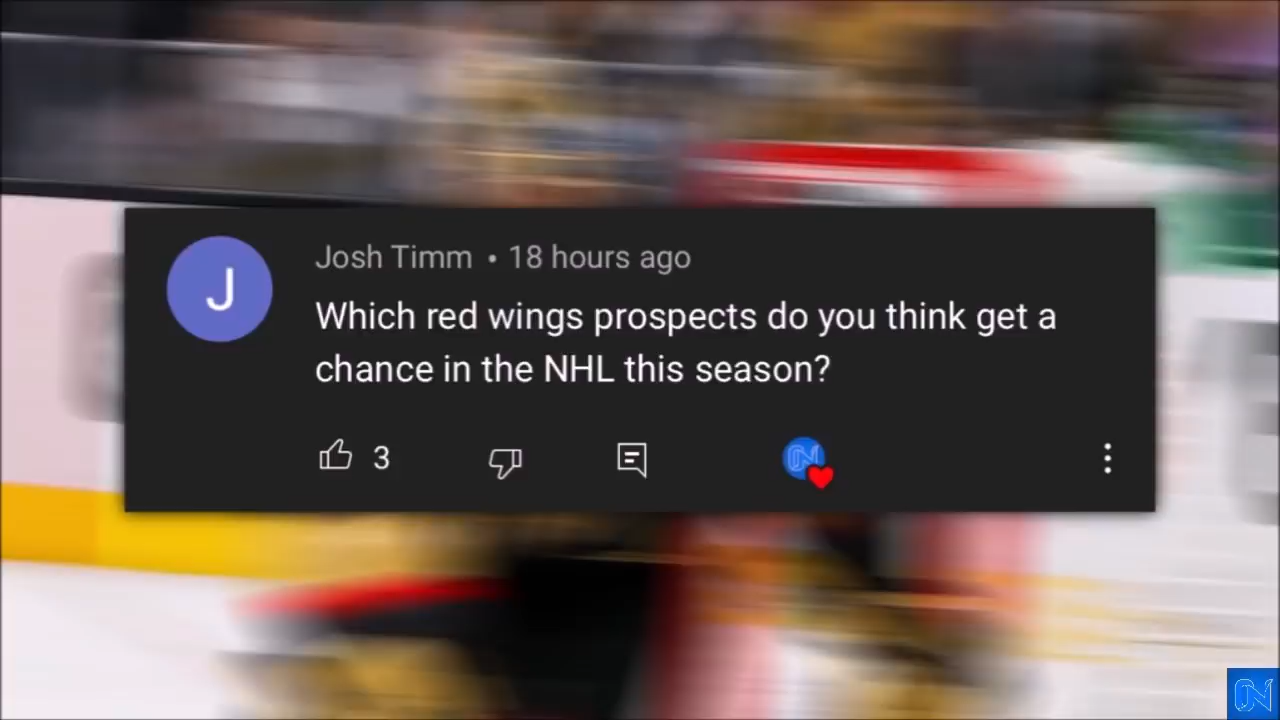 J
Josh Timm • 18 hours ago
Which red wings prospects do you think get a
chance in the NHL this season?
3